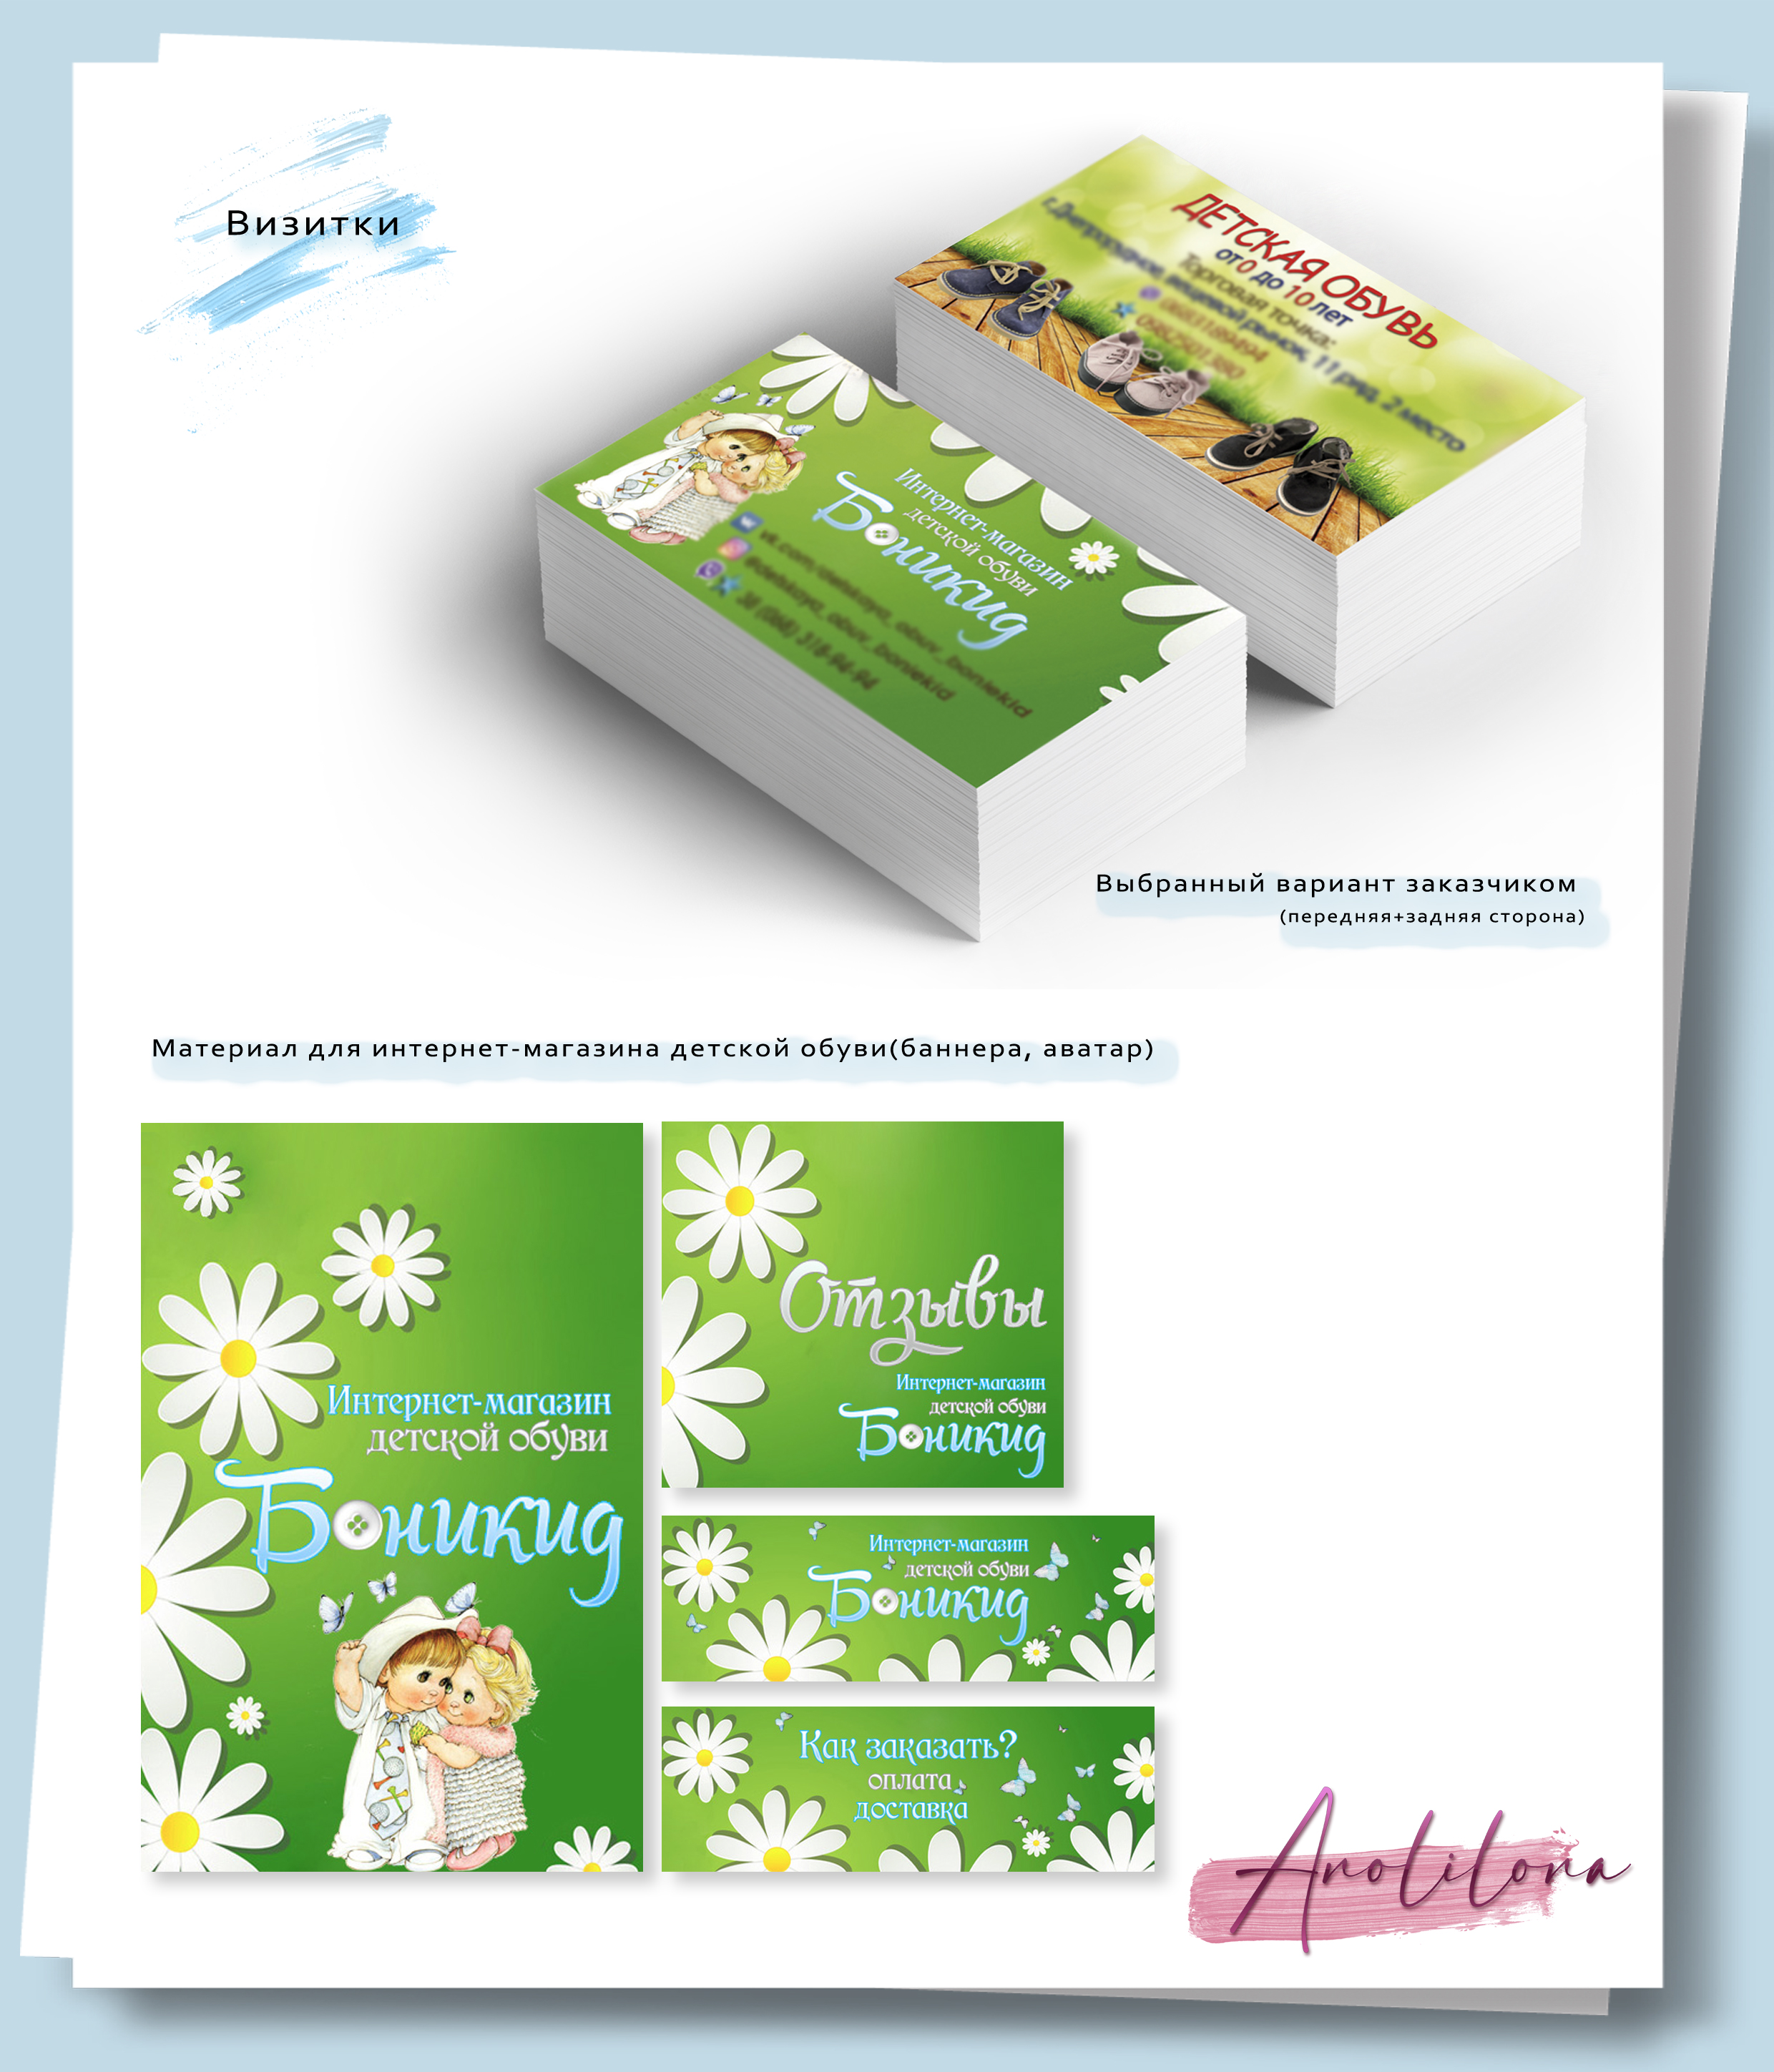 Визитки
ДЕТСКАЯ ОБУВЬ
от 0 до 10 лет
Торговая точка:
Интернет-магазин
детской обуви
Боникид
Выбранный вариант заказчиком
(передняя+задняя сторона)
Материал для интернет-магазина детской обуви(баннера, аватар)
Интернет-магазин
детской обуви
Боникид
Отзывы
Интернет-магазин
детской обуви
Боникид
Интернет-магазин
детской обуви
Боникид
Как заказать?
оплата
доставка
Anolilona